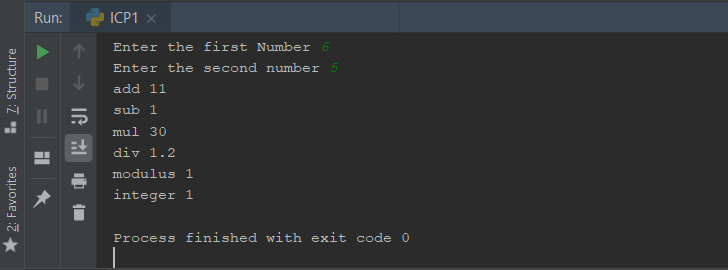 Run: ICP1
7: Structure
2: Favorites
Enter the first Number 6
Enter the second number 5
add 11
sub 1
mul 30
div 1.2
modulus 1
integer 1
Process finished with exit code 0